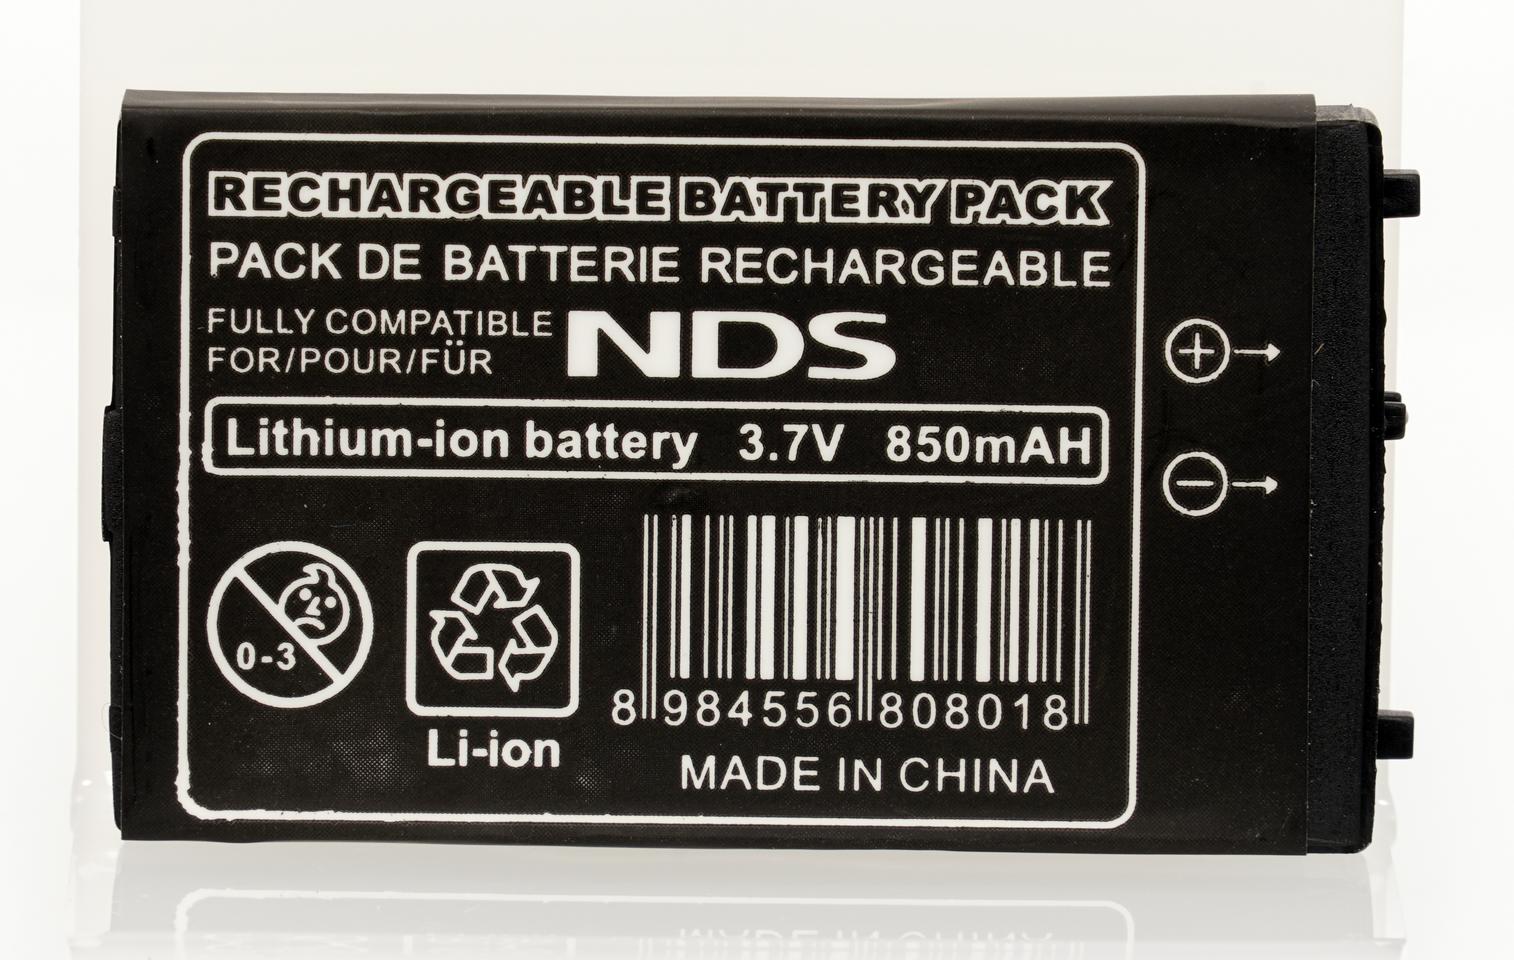 RECHARGEABLE BATTERY PACK
PACK DE BATTERIE RECHARGEABLE
FULLY COMPATIBLE
FOR/POUR/FÜR
NDS
Lithium-ion battery 3.7V 850mAH
0-3
Li-ion
8 984556 808018
MADE IN CHINA